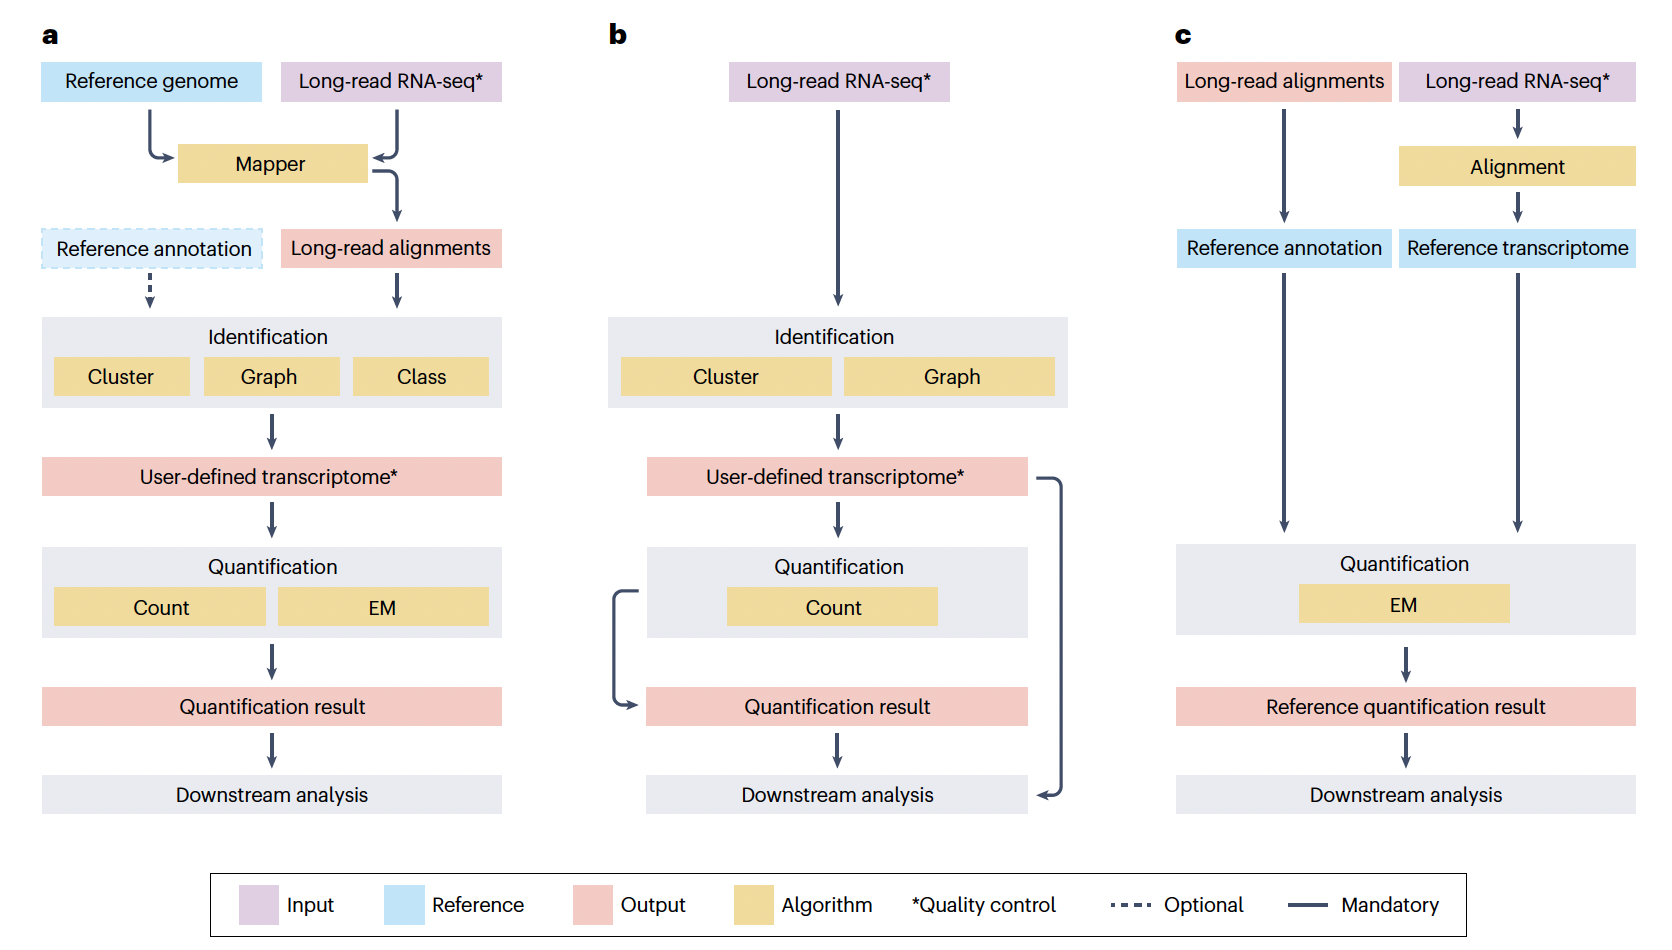 a
Reference genome
Long-read RNA-seq*
Mapper
Reference annotation
Long-read alignments
Identification
Cluster
Graph
Class
User-defined transcriptome*
Quantification
Count
EM
Quantification result
Downstream analysis
b
Long-read RNA-seq*
Identification
Cluster
Graph
User-defined transcriptome*
Quantification
Count
Quantification result
Downstream analysis
c
Long-read alignments
Long-read RNA-seq*
Alignment
Reference annotation
Reference transcriptome
Quantification
EM
Reference quantification result
Downstream analysis
Input
Reference
Output
Algorithm
*Quality control
Optional
Mandatory